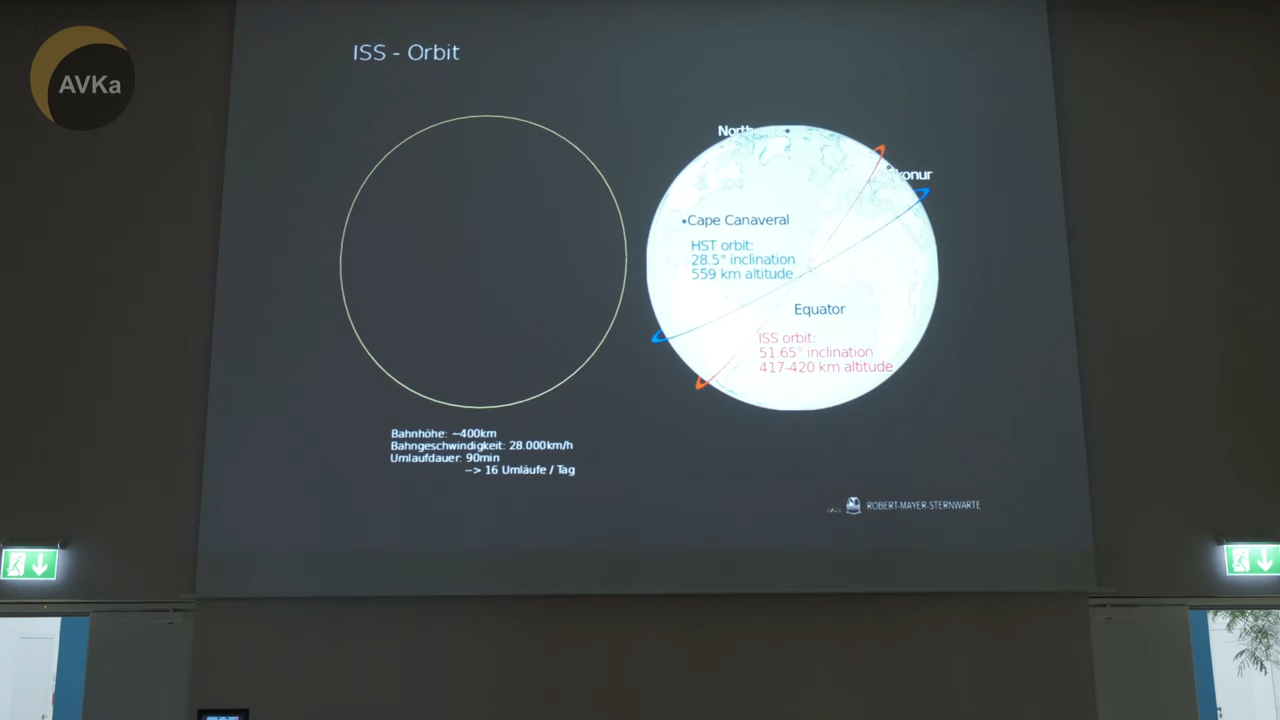 AVKa
ISS - Orbit
North
konur
•Cape Canaveral
HST orbit:
28.5° inclination
559 km altitude
Equator
ISS orbit:
51.65° inclination
417-420 km altitude
Bahnhöhe: ~400km
Bahngeschwindigkeit: 28.000km/h
Umlaufdauer: 90min
~> 16 Umläufe / Tag
ROBERT-MAYER-STERNWARTE